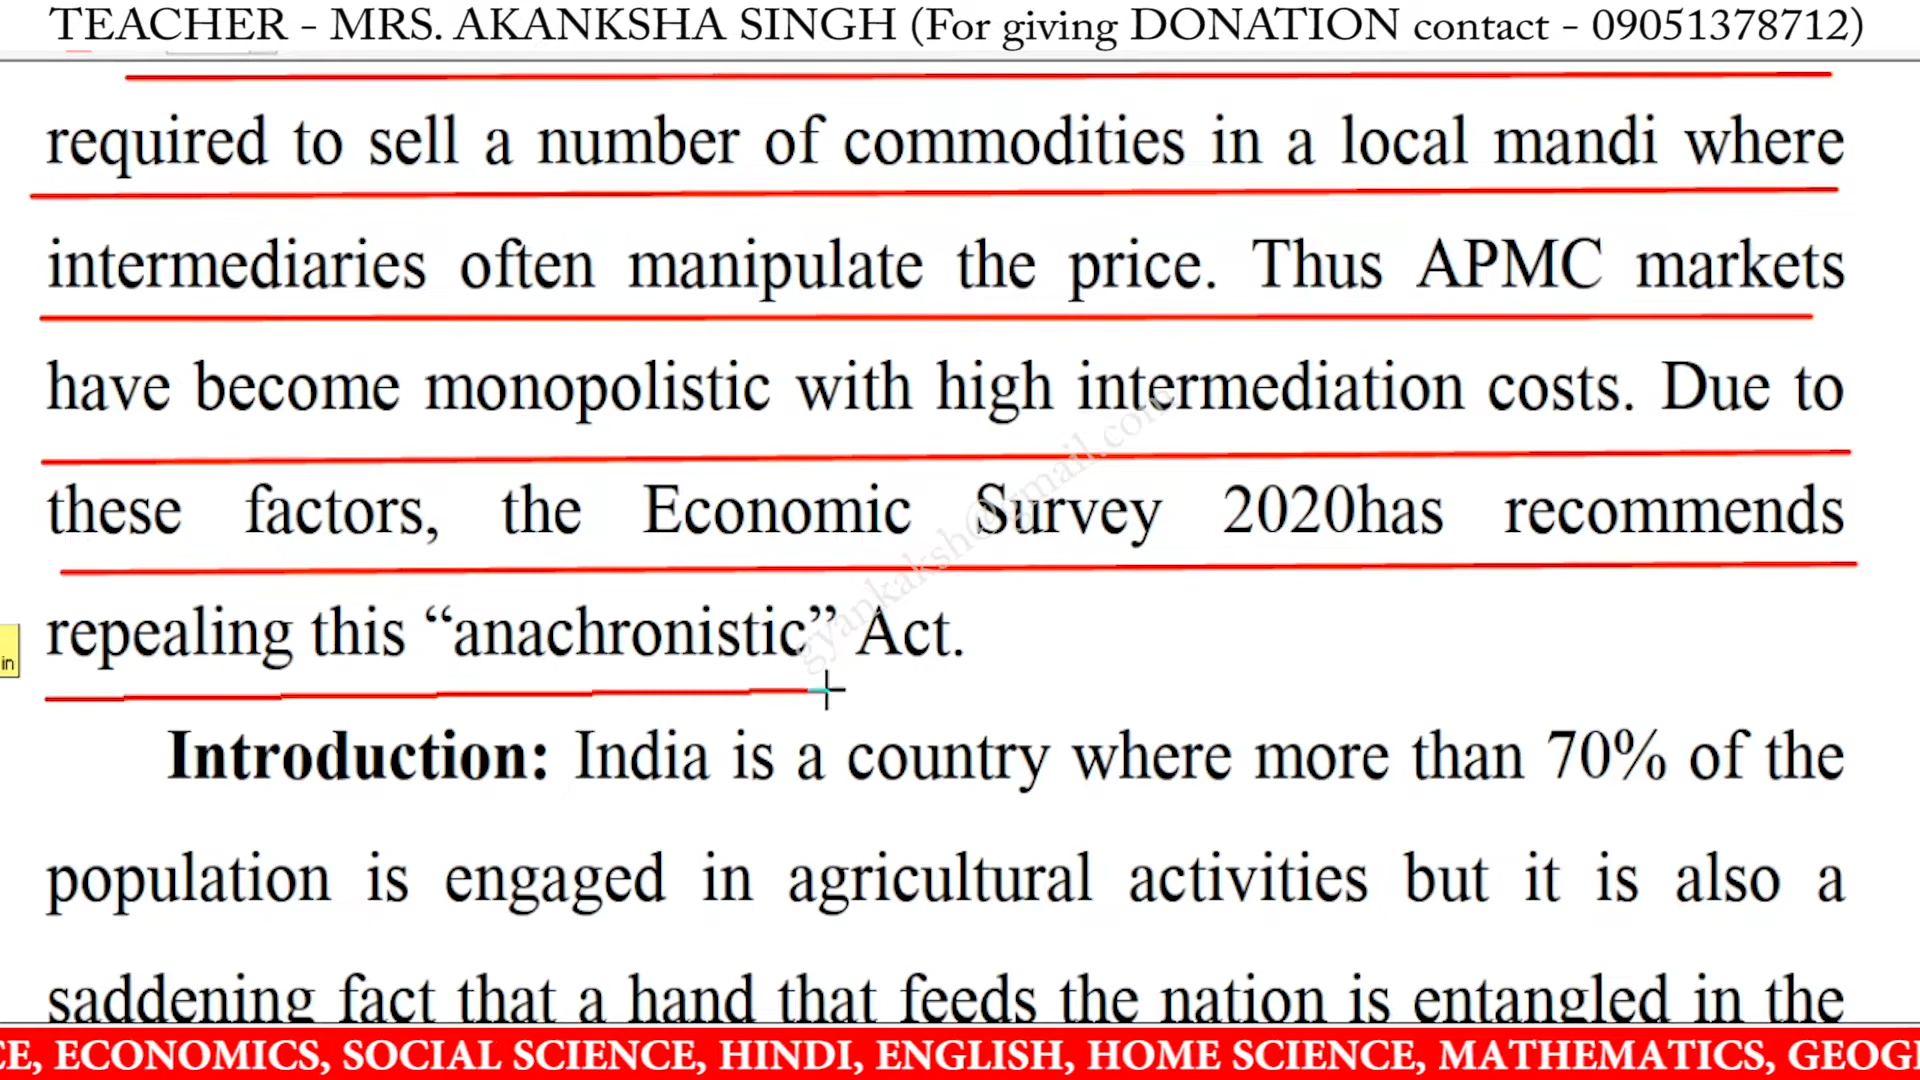 TEACHER - MRS. AKANKSHA SINGH (For giving DONATION contact - 09051378712)
required to sell a number of commodities in a local mandi where
intermediaries often manipulate the price. Thus APMC markets
have become monopolistic with high intermediation costs. Due to
these factors, the Economic Survey 2020has recommends
repealing this “anachronistic” Act.
in
Introduction: India is a country where more than 70% of the
population is engaged in agricultural activities but it is also a
saddening fact that a hand that feeds the nation is entangled in the
gyankaksh@gmail.com
CE, ECONOMICS, SOCIAL SCIENCE, HINDI, ENGLISH, HOME SCIENCE, MATHEMATICS, GEOG